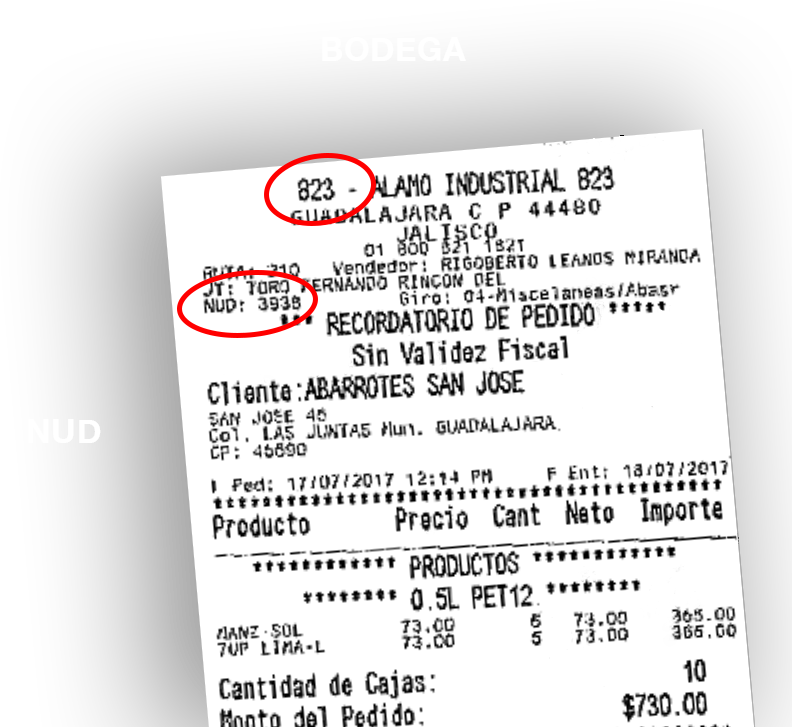 BODEGA
823 - ALAMO INDUSTRIAL 823
GUADALAJARA C P 44480
JALISCO
01 800 821 1821
RUTA: 310 Vendedor: RIGOBERTO LEANOS MIRANDA
JT: TORO FERNANDO RINCON DEL
NUD: 3938 Giro: 04-Miscelaneas/Abasr
*** RECORDATORIO DE PEDIDO *****
Sin Validez Fiscal
Cliente:ABARROTES SAN JOSE
SAN JOSE 45
Col. LAS JUNTAS Mun. GUADALAJARA.
NUD
CP: 45590
Ped: 17/07/2017 12:14 PM F Ent: 18/07/2017
Producto Precio Cant Neto Importe
************ PRODUCTOS ************
******** 0.5L PET12 ********
MANZ-SOL 73.00 5 73.00 365.00
7UP LIMA-L 73.00 5 73.00 365.00
Cantidad de Cajas: 10
Monto del Pedido: $730.00